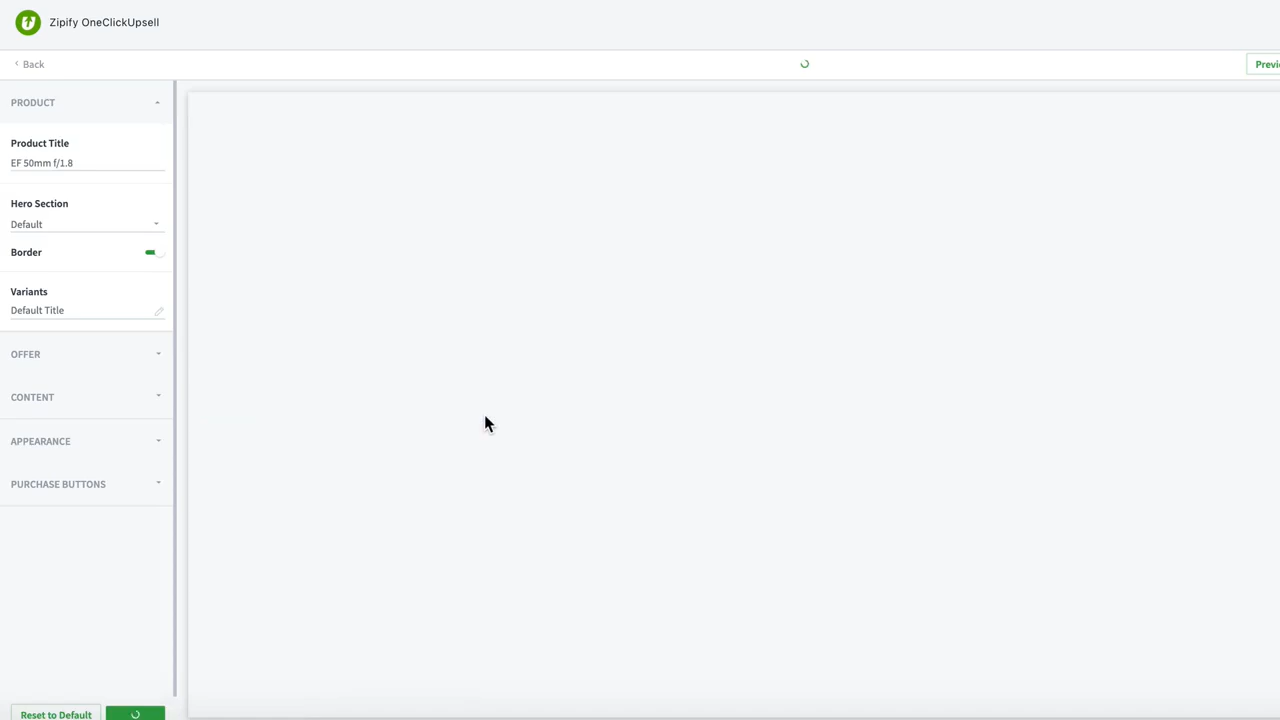 Zipify OneClickUpsell
Back
Previ
PRODUCT
Product Title
EF 50mm f/1.8
Hero Section
Default
Border
Variants
Default Title
OFFER
CONTENT
APPEARANCE
PURCHASE BUTTONS
Reset to Default